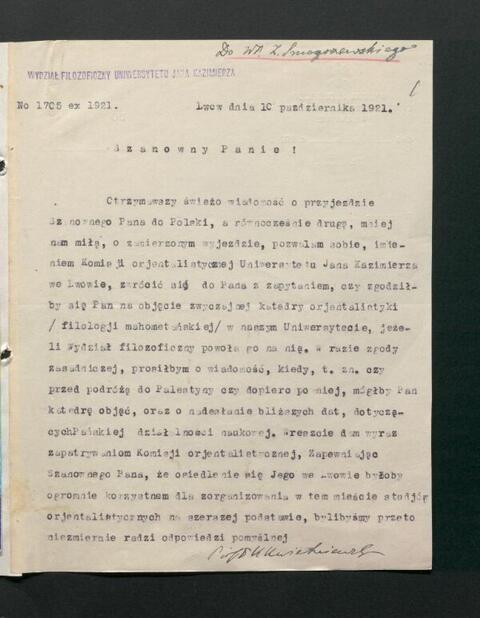 Do WP. Z. Smogorzewskiego
WYDZIAŁ FILOZOFICZNY UNIWERSYTETU JANA KAZIMIERZA
1
No 1705 ex 1921. Lwow dnia 10 października 1921.
Szanowny Panie !
Otrzymawszy świeżo wiadomość o przyjeździe
Szanownego Pana do Polski, a równocześnie drugą, mniej
nam miłą, o zamierzonym wyjeździe, pozwalam sobie, imie-
niem Komisji orjentalistycznej Uniwersytetu Jana Kazimierza
we Lwowie, zwrócić się do Pana z zapytaniem, czy zgodził-
by się Pan na objęcie zwyczajnej katedry orjentalistyki
/ filologji mahometańskiej/ w naszym Uniwersytecie, jeże-
li Wydział filozoficzny powoła go na nią. W razie zgody
zasadniczej, prosiłbym o wiadomość, kiedy, t. zn. czy
przed podróżą do Palestyny czy dopiero po niej, mógłby Pan
katedrę objąć, oraz o nadesłanie bliższych dat, dotyczą-
cychPańskiej działalności naukowej. Wreszcie dam wyraz
zapatrywaniom Komisji orjentalistycznej, Zapewniając
Szanownego Pana, że osiedlenie się Jego we Lwowie byłoby
ogromnie korzystnem dla zorganizowania w tem mieście studjów
orjentalistycznych na szerszej podstawie, bylibyśmy przeto
niezmiernie radzi odpowiedzi pomyślnej